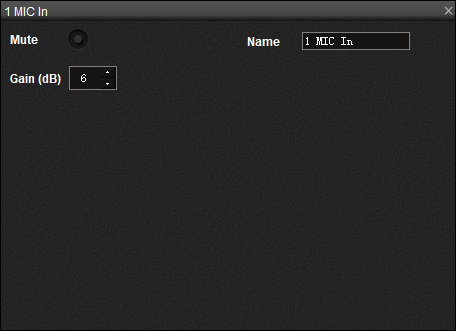 1 MIC In
Mute
Name
1 MIC In
Gain (dB)
6